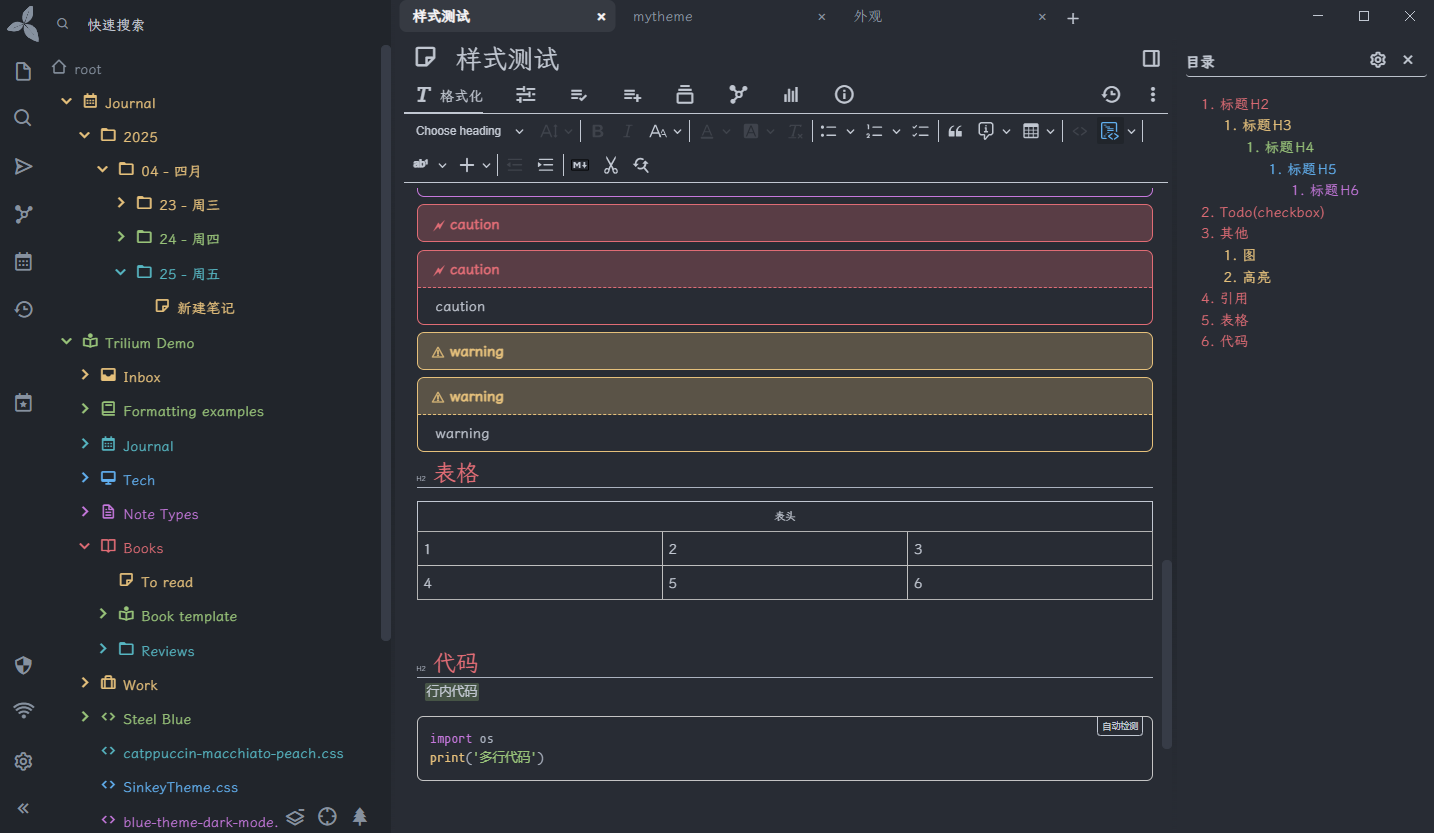 快速搜索
root
Journal
2025
04 - 四月
23 - 周三
24 - 周四
25 - 周五
新建笔记
Trilium Demo
Inbox
Formatting examples
Journal
Tech
Note Types
Books
To read
Book template
Reviews
Work
Steel Blue
catppuccin-macchiato-peach.css
SinkeyTheme.css
blue-theme-dark-mode.
样式测试
mytheme
外观
样式测试
格式化
Choose heading
caution
caution
caution
warning
warning
warning
H2 表格
表头
1 2 3
4 5 6
H2 代码
行内代码
自动检测
import os
print('多行代码')
目录
1. 标题H2
1. 标题H3
1. 标题H4
1. 标题H5
1. 标题H6
2. Todo(checkbox)
3. 其他
1. 图
2. 高亮
4. 引用
5. 表格
6. 代码